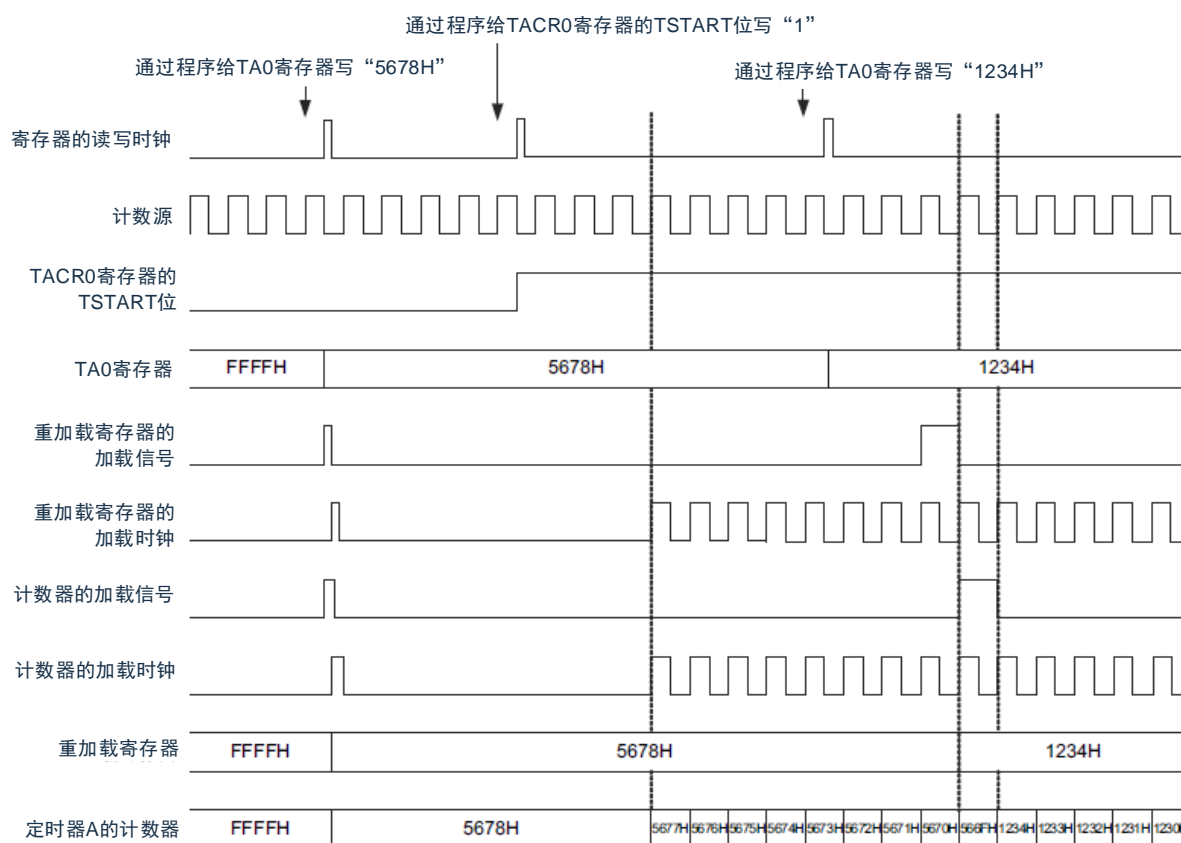 通过程序给TACR0寄存器的TSTART位写“1”
通过程序给TA0寄存器写“5678H”
通过程序给TA0寄存器写“1234H”
寄存器的读写时钟
计数源
TACR0寄存器的
TSTART位
TA0寄存器 FFFFH 5678H 1234H
重加载寄存器的
加载信号
重加载寄存器的
加载时钟
计数器的加载信号
计数器的加载时钟
重加载寄存器 FFFFH 5678H 1234H
定时器A的计数器 FFFFH 5678H 5677H 5676H 5675H 5674H 5673H 5672H 5671H 5670H 566FH 1234H 1233H 1232H 1231H 1230